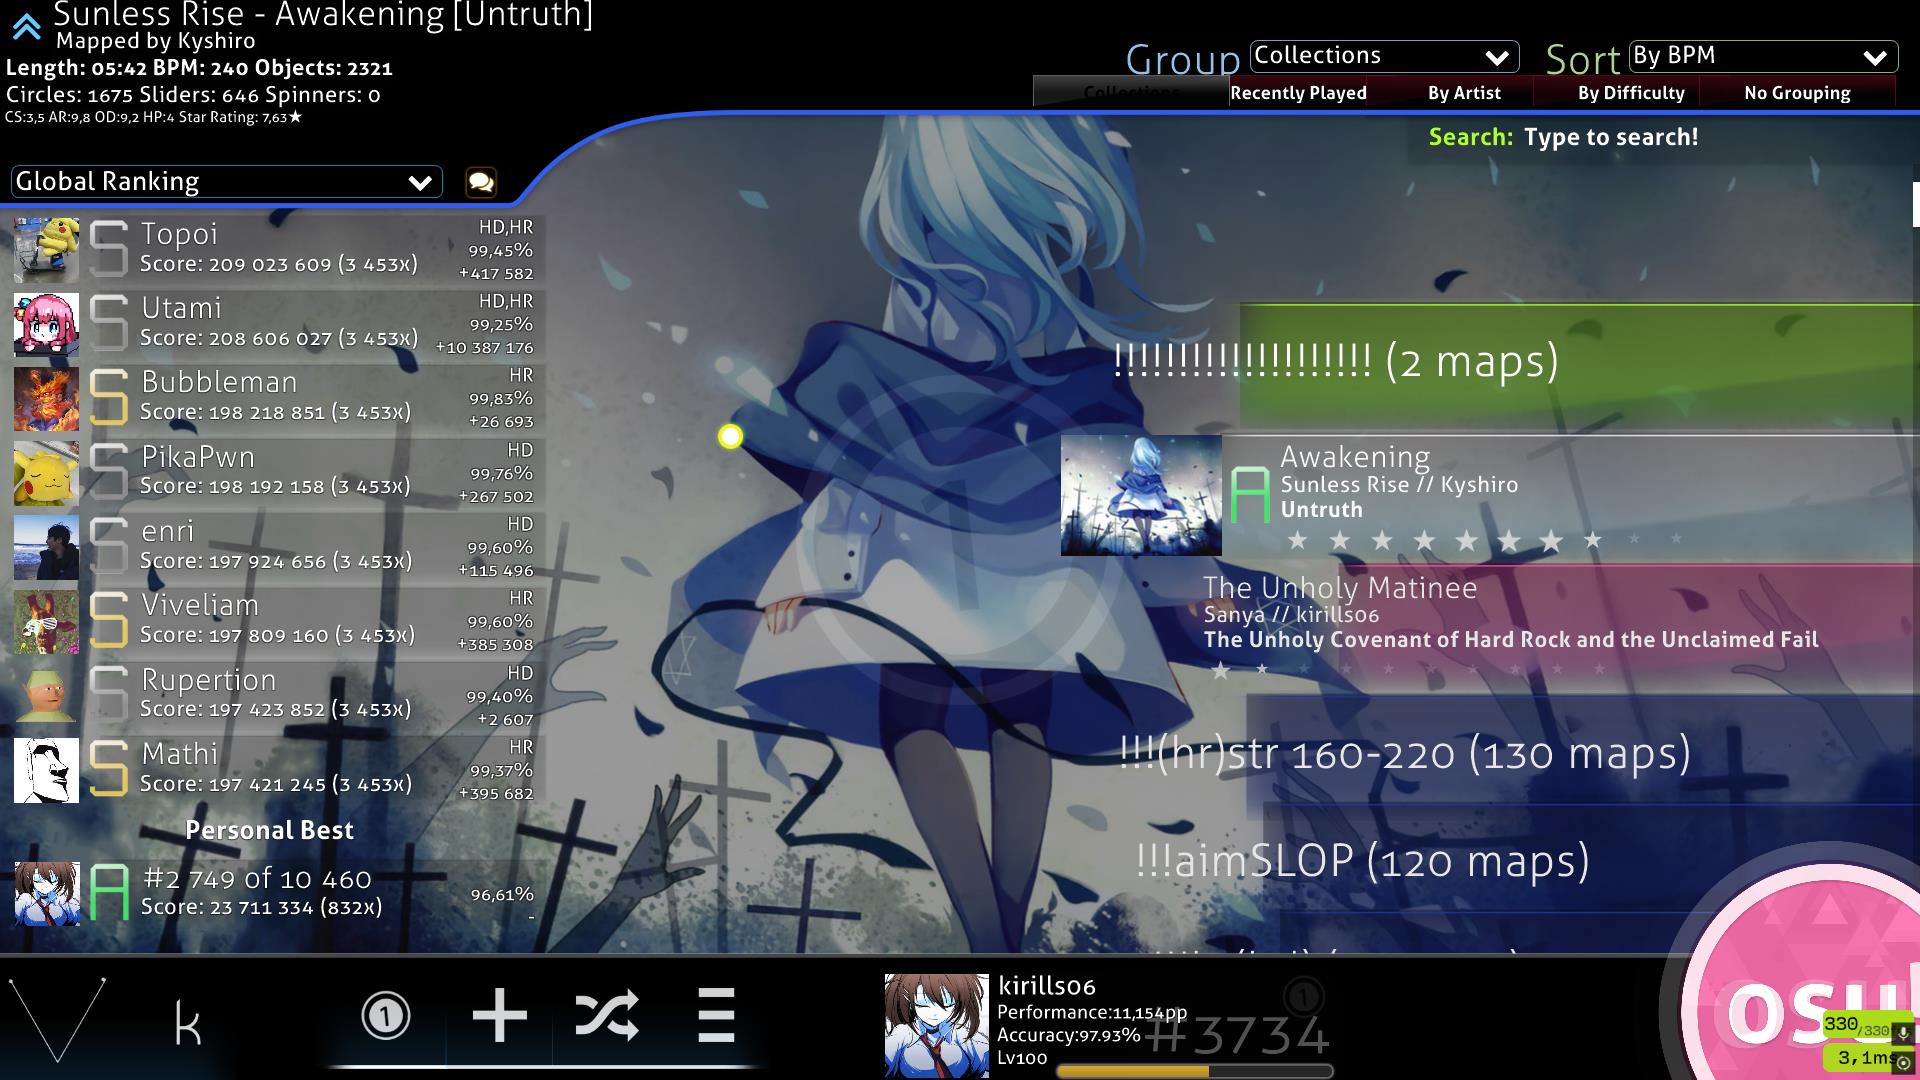 Sunless Rise - Awakening [Untruth]
Mapped by Kyshiro
Length: 05:42 BPM: 240 Objects: 2321
Circles: 1675 Sliders: 646 Spinners: 0
CS:3,5 AR:9,8 OD:9,2 HP:4 Star Rating: 7,63★
Group Collections Sort By BPM
Collections Recently Played By Artist By Difficulty No Grouping
Search: Type to search!
Global Ranking
Topoi HD,HR
Score: 209 023 609 (3 453x) 99,45%
+417 582
Utami HD,HR
Score: 208 606 027 (3 453x) 99,25%
+10 387 176
Bubbleman HR
Score: 198 218 851 (3 453x) 99,83%
+26 693
PikaPwn HD
Score: 198 192 158 (3 453x) 99,76%
+267 502
enri HD
Score: 197 924 656 (3 453x) 99,60%
+115 496
Viveliam HR
Score: 197 809 160 (3 453x) 99,60%
+385 308
Rupertion HD
Score: 197 423 852 (3 453x) 99,40%
+2 607
Mathi HR
Score: 197 421 245 (3 453x) 99,37%
+395 682
Personal Best
#2 749 of 10 460
Score: 23 711 334 (832x) 96,61%
-
!!!!!!!!!!!!!!!!!!!! (2 maps)
Awakening
Sunless Rise // Kyshiro
Untruth
The Unholy Matinee
Sanya // kirills06
The Unholy Covenant of Hard Rock and the Unclaimed Fail
!!!(hr)str 160-220 (130 maps)
!!!aimSLOP (120 maps)
k
1
kirills06
Performance:11,154pp
Accuracy:97.93%
Lv100
#3734
osu
330/330
3,1ms